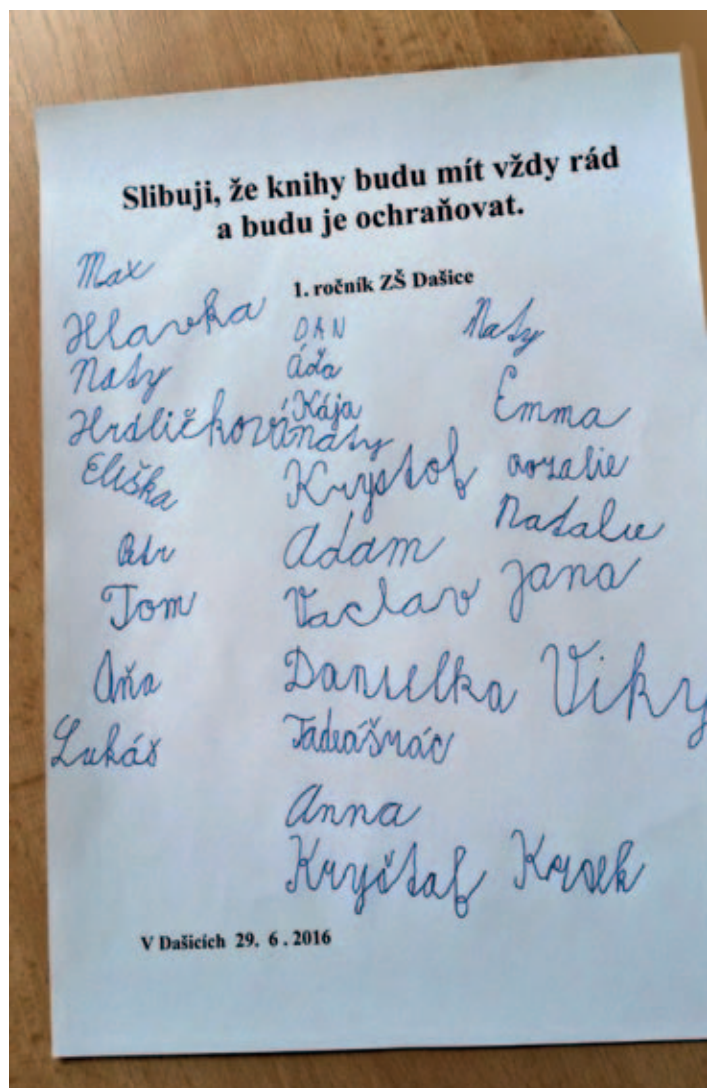 Slibuji, že knihy budu mít vždy rád
a budu je ochraňovat.
1. ročník ZŠ Dašice
Max
Hlavka
Naty
Hrdličková
Eliška
Petr
Tom
Áňa
Lukáš
DAN
Áďa
Kája
naty
Kryštof
Adam
Vaclav
Danielka
Anna
Kryštof
Naty
Emma
rozalie
Natalie
Jana
Viky
V Dašicích 29. 6 . 2016